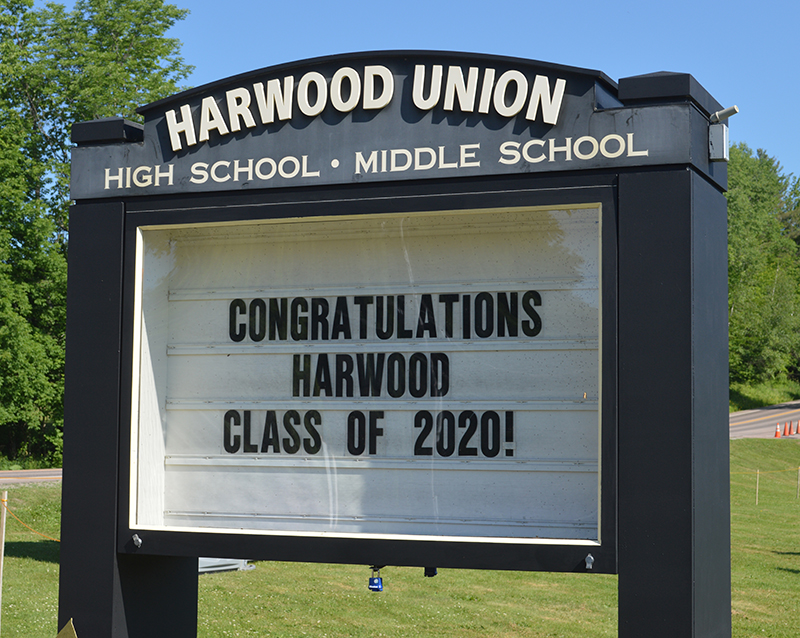 HARWOOD UNION
HIGH SCHOOL • MIDDLE SCHOOL
CONGRATULATIONS
HARWOOD
CLASS OF 2020!